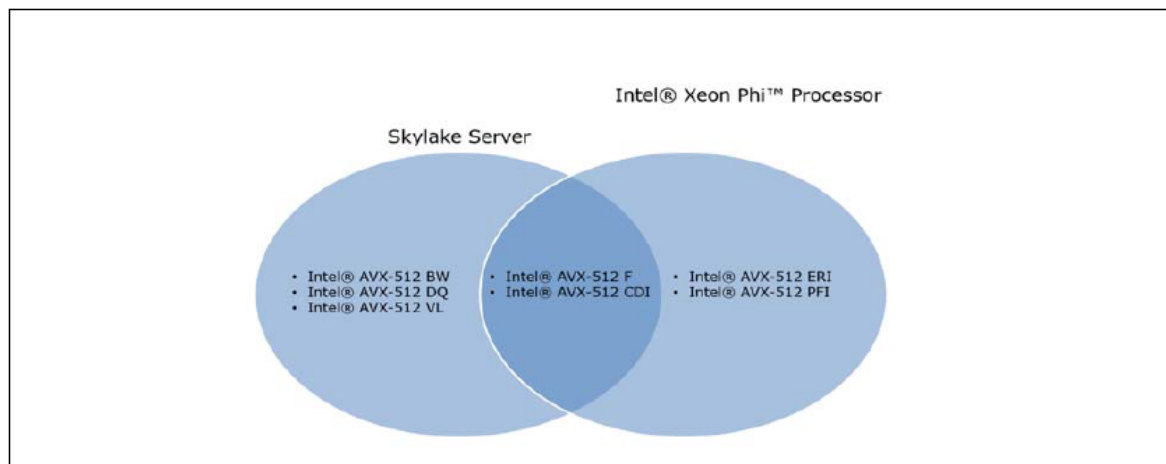 Intel® Xeon Phi™ Processor
Skylake Server
• Intel® AVX-512 BW
• Intel® AVX-512 DQ
• Intel® AVX-512 VL
• Intel® AVX-512 F
• Intel® AVX-512 CDI
• Intel® AVX-512 ERI
• Intel® AVX-512 PFI